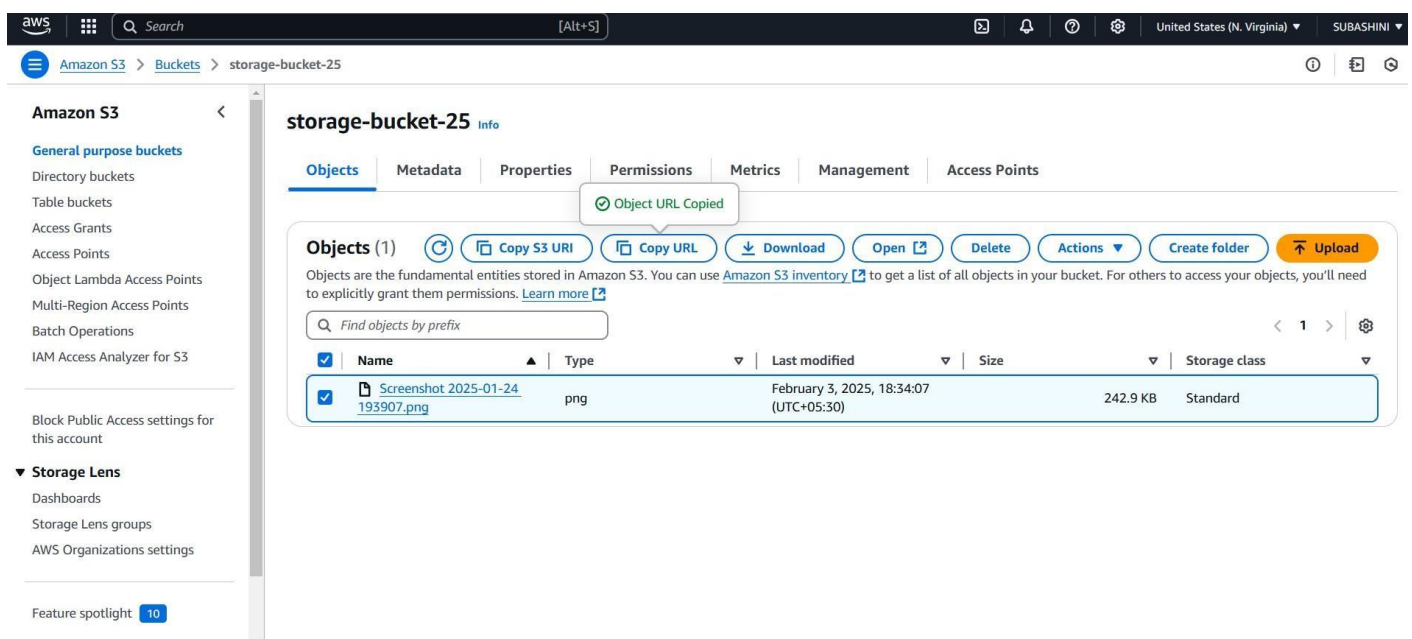 aws
Search [Alt+S]
United States (N. Virginia) ▼ SUBASHINI ▼
Amazon S3 > Buckets > storage-bucket-25
Amazon S3
General purpose buckets
Directory buckets
Table buckets
Access Grants
Access Points
Object Lambda Access Points
Multi-Region Access Points
Batch Operations
IAM Access Analyzer for S3
Block Public Access settings for
this account
▼ Storage Lens
Dashboards
Storage Lens groups
AWS Organizations settings
Feature spotlight 10
storage-bucket-25 Info
Objects Metadata Properties Permissions Metrics Management Access Points
Object URL Copied
Objects (1) Copy S3 URI Copy URL Download Open Delete Actions ▼ Create folder Upload
Objects are the fundamental entities stored in Amazon S3. You can use Amazon S3 inventory to get a list of all objects in your bucket. For others to access your objects, you'll need
to explicitly grant them permissions. Learn more
Find objects by prefix
< 1 >
Name ▲ Type Last modified Size Storage class
Screenshot 2025-01-24 February 3, 2025, 18:34:07
png 242.9 KB Standard
193907.png (UTC+05:30)